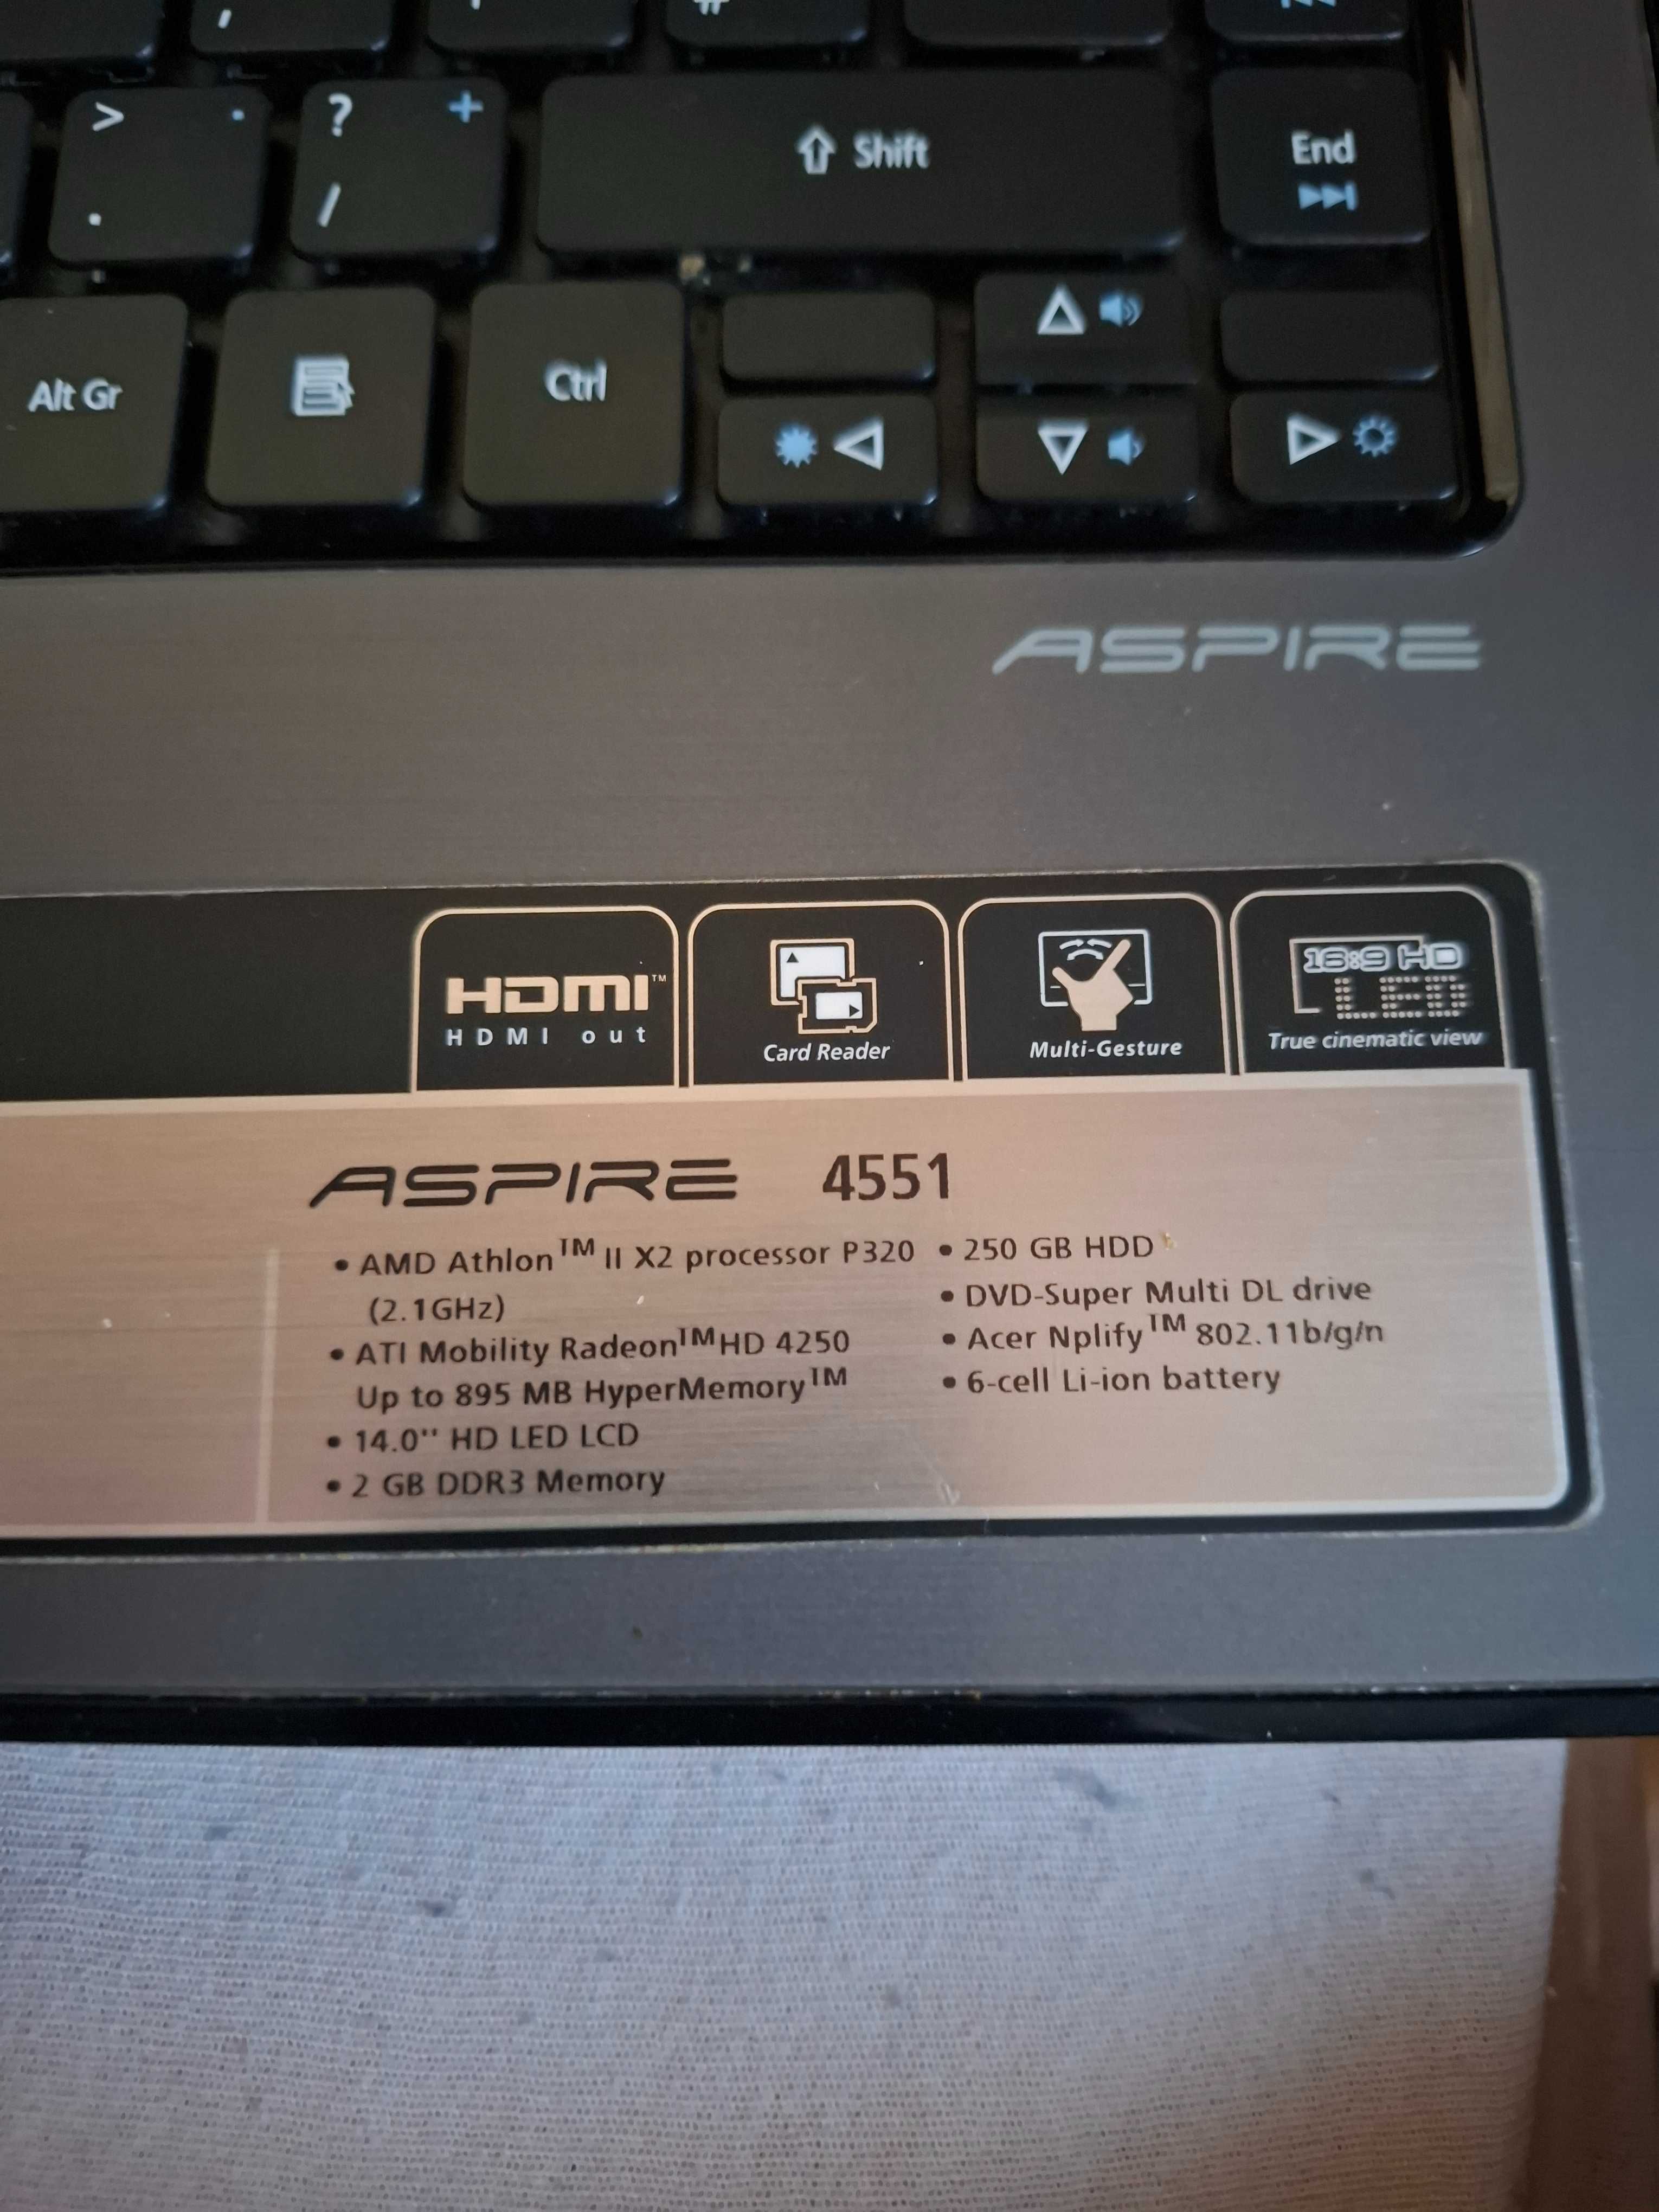 >
.
?
+
/
Shift
End
Alt Gr
Ctrl
ASPIRE
HDMI™
HDMI out
Card Reader
Multi-Gesture
16:9 HD
LED
True cinematic view
ASPIRE 4551
• AMD Athlon™ II X2 processor P320
(2.1GHz)
• ATI Mobility Radeon™HD 4250
Up to 895 MB HyperMemory™
• 14.0'' HD LED LCD
• 2 GB DDR3 Memory
• 250 GB HDD
• DVD-Super Multi DL drive
• Acer Nplify™ 802.11b/g/n
• 6-cell Li-ion battery